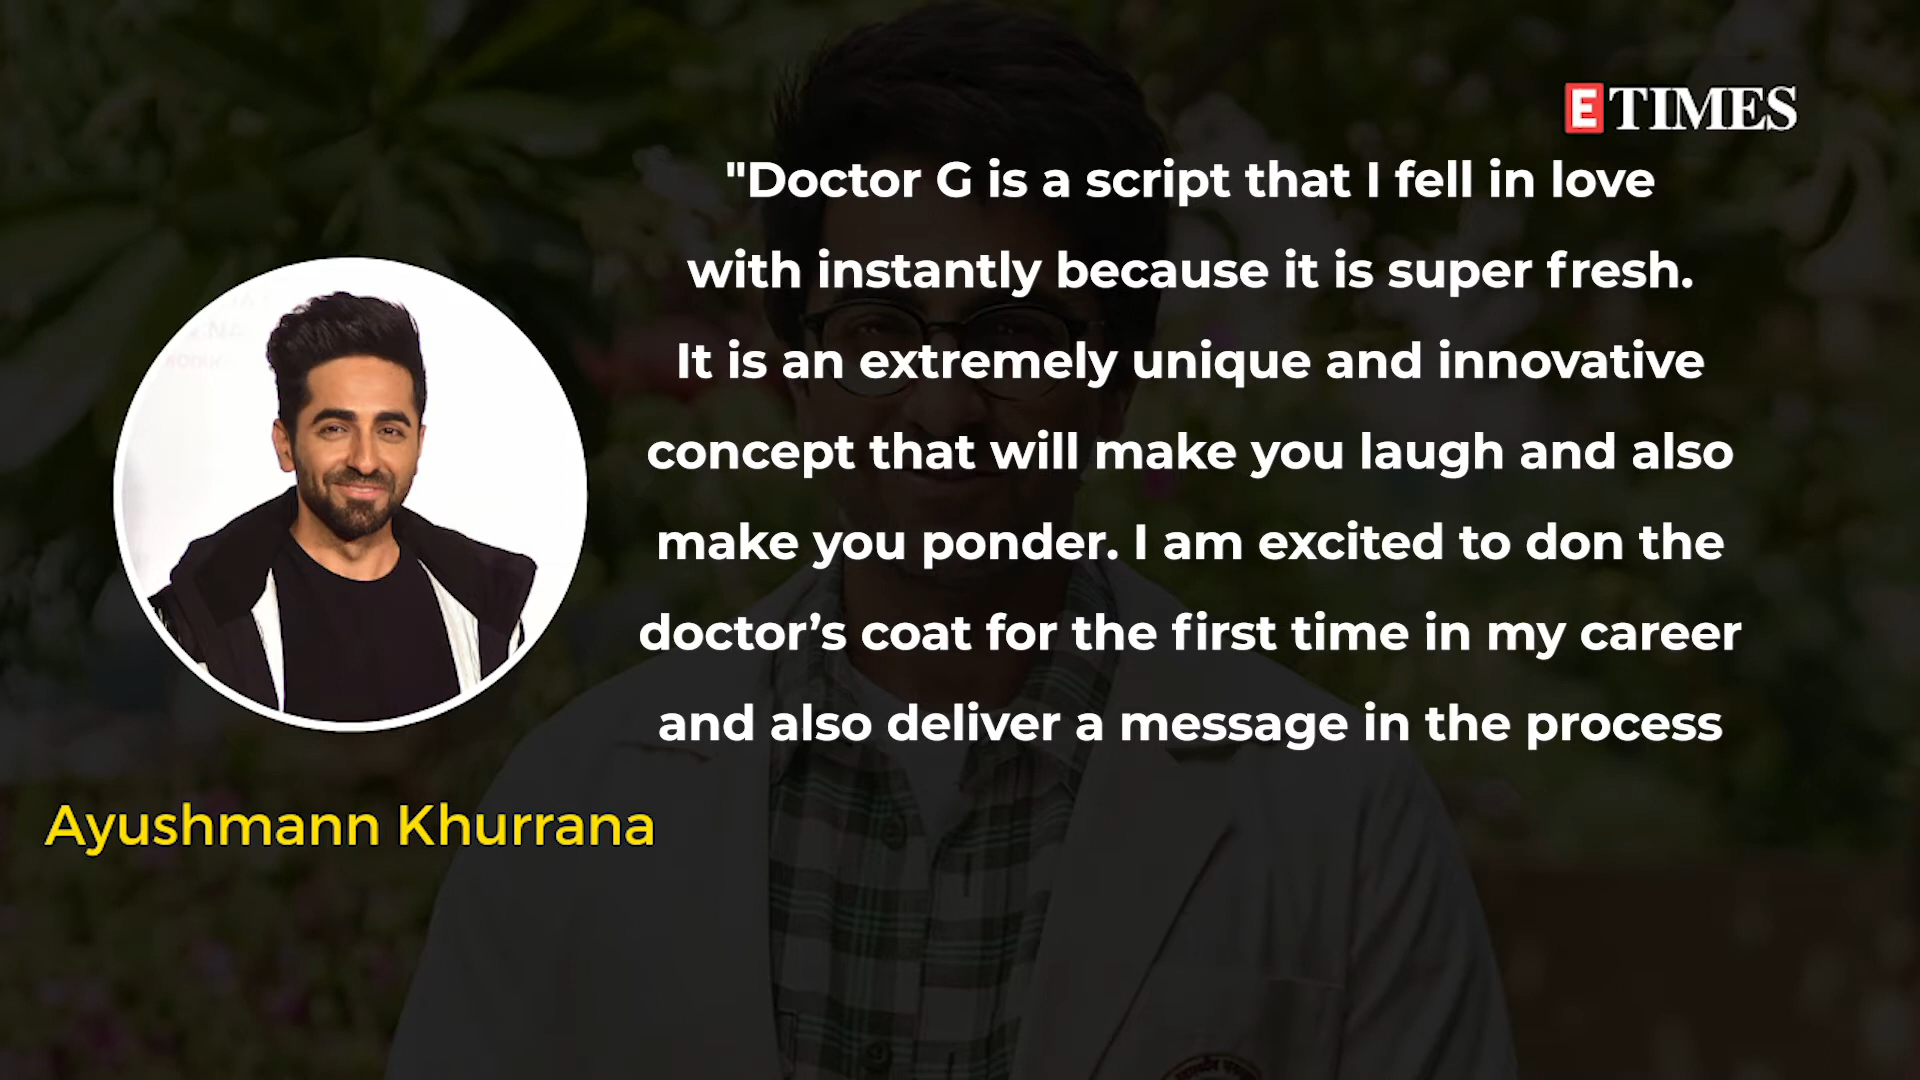 ETIMES
"Doctor G is a script that I fell in love
with instantly because it is super fresh.
It is an extremely unique and innovative
concept that will make you laugh and also
make you ponder. I am excited to don the
doctor’s coat for the first time in my career
and also deliver a message in the process
Ayushmann Khurrana